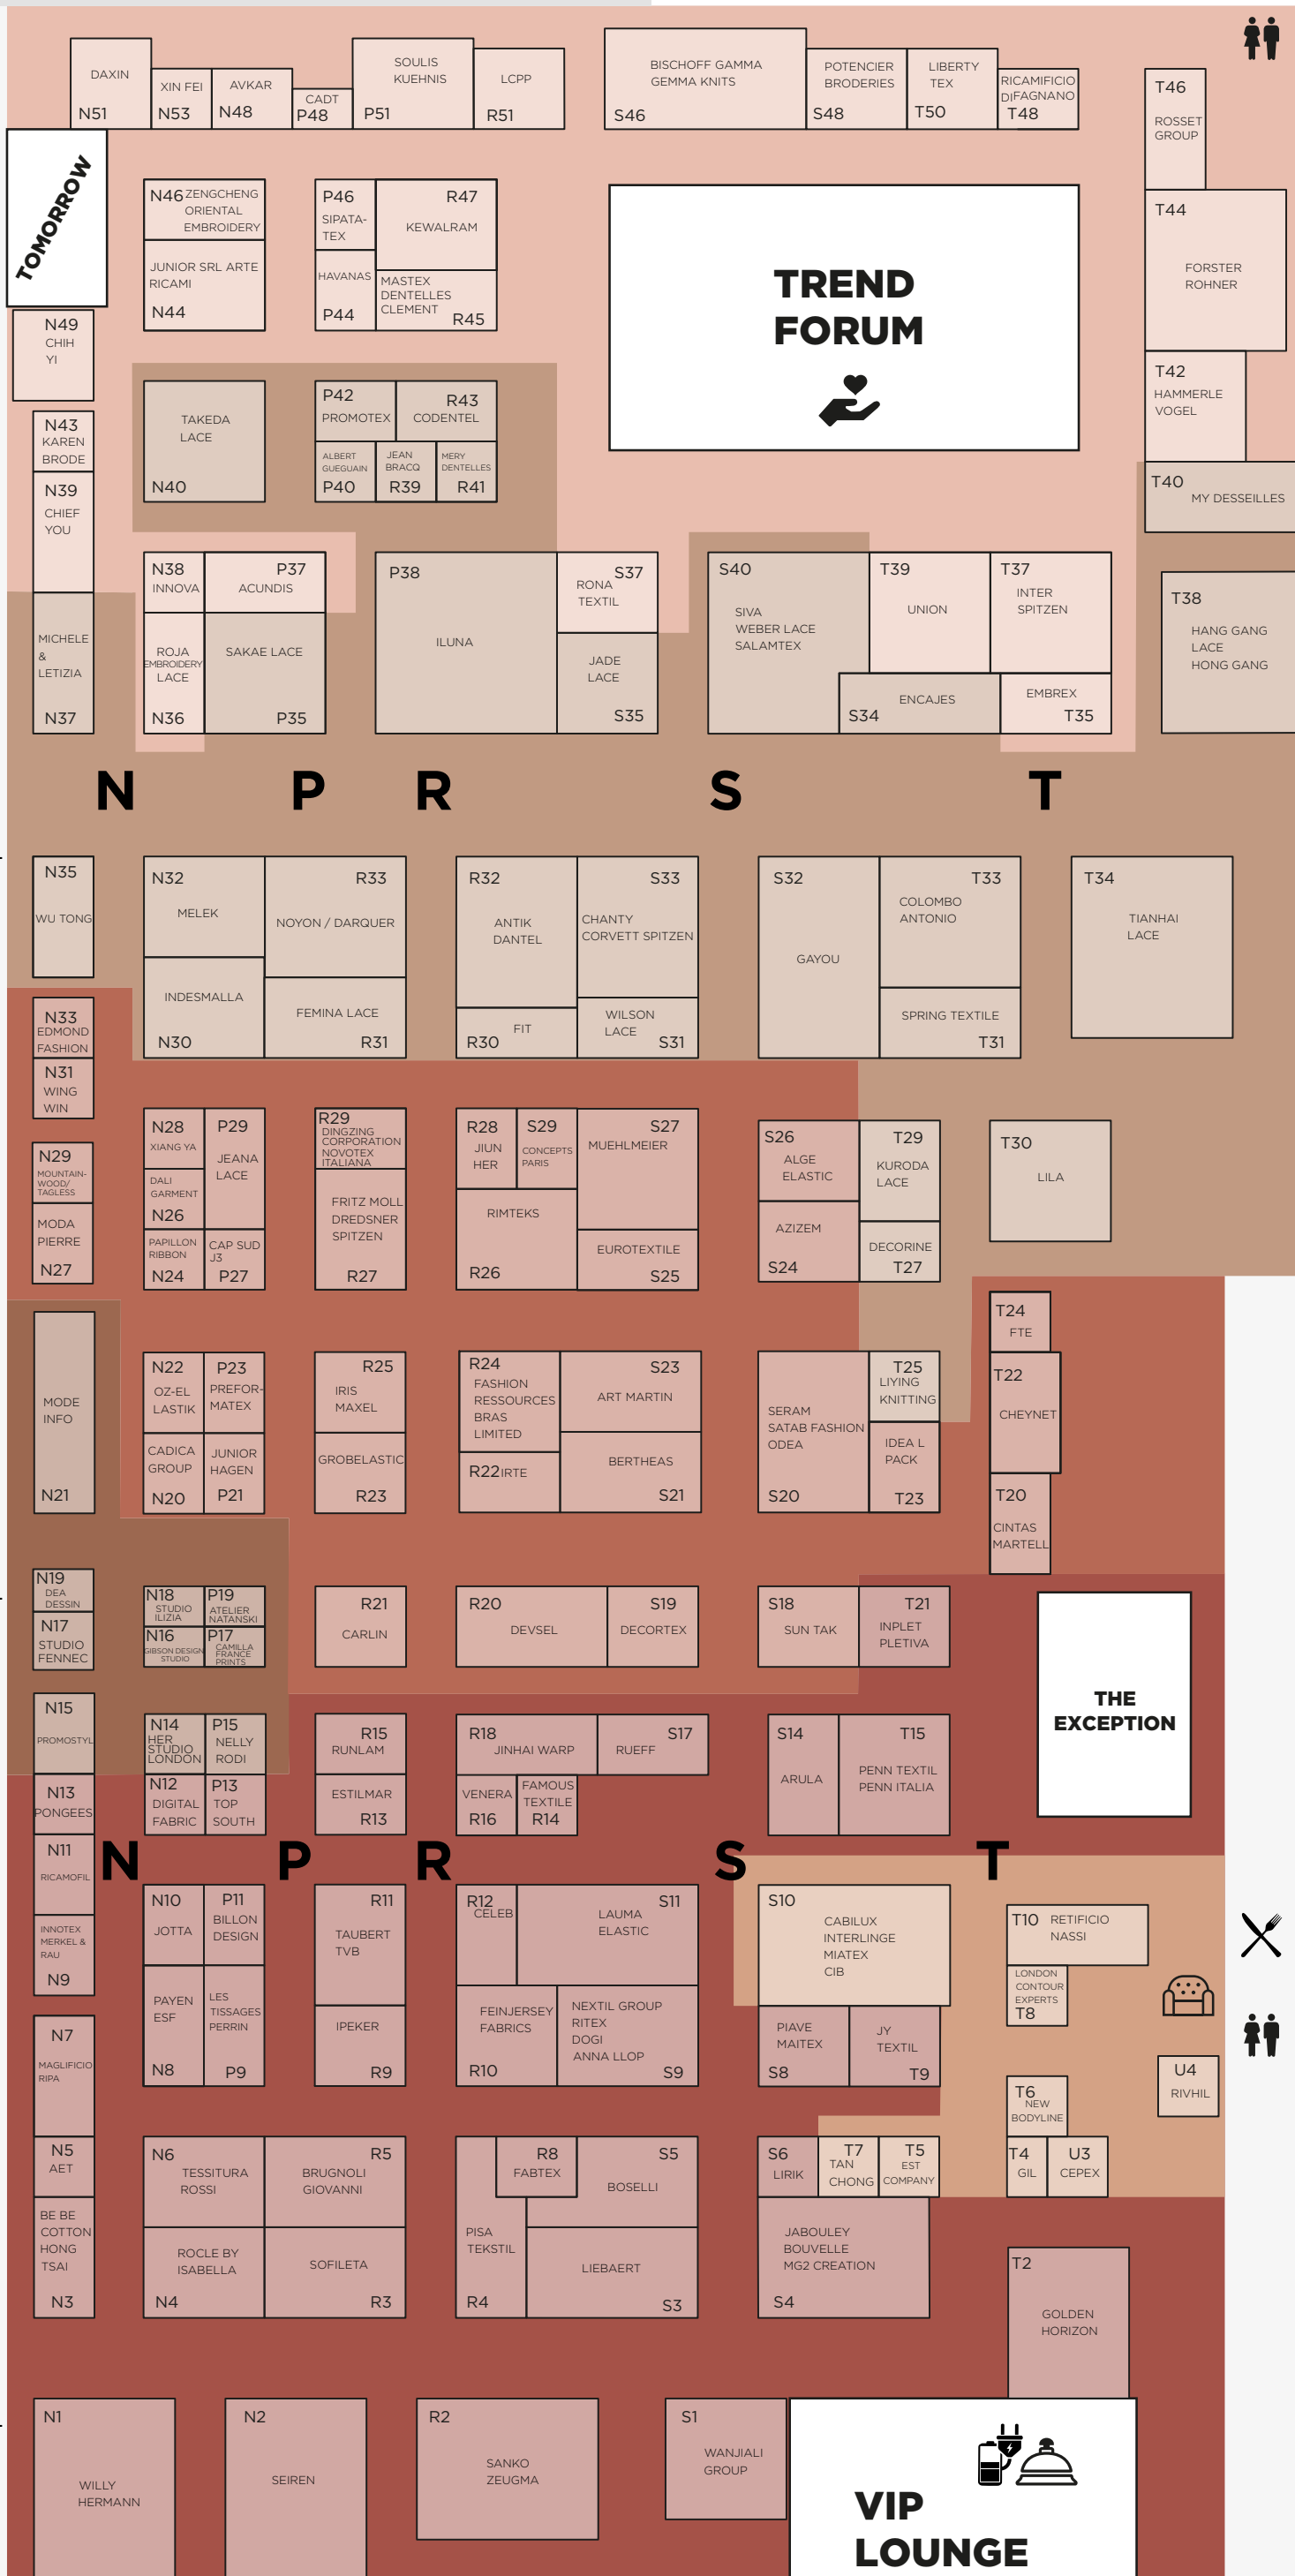 DAXIN
N51
XIN FEI
N53
AVKAR
N48
CADT
P48
SOULIS
KUEHNIS
P51
LCPP
R51
BISCHOFF GAMMA
GEMMA KNITS
S46
POTENCIER
BRODERIES
S48
LIBERTY
TEX
T50
RICAMIFICIO
DIFAGNANO
T48
T46
ROSSET
GROUP
TOMORROW
N46 ZENGCHENG
ORIENTAL
EMBROIDERY
JUNIOR SRL ARTE
RICAMI
N44
P46
SIPATA-
TEX
R47
KEWALRAM
HAVANAS
P44
MASTEX
DENTELLES
CLEMENT
R45
TREND
FORUM
T44
FORSTER
ROHNER
N49
CHIH
YI
T42
HAMMERLE
VOGEL
N43
KAREN
BRODE
N39
CHIEF
YOU
TAKEDA
LACE
N40
P42
PROMOTEX
R43
CODENTEL
ALBERT
GUEGUAIN
P40
JEAN
BRACQ
R39
MERY
DENTELLES
R41
T40
MY DESSEILLES
MICHELE
&
LETIZIA
N37
N38
INNOVA
P37
ACUNDIS
ROJA
EMBROIDERY
LACE
N36
SAKAE LACE
P35
P38
ILUNA
S37
RONA
TEXTIL
JADE
LACE
S35
S40
SIVA
WEBER LACE
SALAMTEX
T39
UNION
T37
INTER
SPITZEN
ENCAJES
S34
EMBREX
T35
T38
HANG GANG
LACE
HONG GANG
N P R S T
N35
WU TONG
N32
MELEK
R33
NOYON / DARQUER
INDESMALLA
N30
FEMINA LACE
R31
R32
ANTIK
DANTEL
S33
CHANTY
CORVETT SPITZEN
FIT
R30
WILSON
LACE
S31
S32
GAYOU
T33
COLOMBO
ANTONIO
SPRING TEXTILE
T31
T34
TIANHAI
LACE
N33
EDMOND
FASHION
N31
WING
WIN
N29
MOUNTAIN-
WOOD/
TAGLESS
MODA
PIERRE
N27
N28
XIANG YA
P29
JEANA
LACE
DALI
GARMENT
N26
PAPILLON
RIBBON
N24
CAP SUD
J3
P27
R29
DINGZING
CORPORATION
NOVOTEX
ITALIANA
FRITZ MOLL
DREDSNER
SPITZEN
R27
R28
JIUN
HER
S29
CONCEPTS
PARIS
S27
MUEHLMEIER
RIMTEKS
R26
EUROTEXTILE
S25
S26
ALGE
ELASTIC
T29
KURODA
LACE
AZIZEM
S24
DECORINE
T27
T30
LILA
MODE
INFO
N21
N22
OZ-EL
LASTIK
P23
PREFOR-
MATEX
CADICA
GROUP
N20
JUNIOR
HAGEN
P21
R25
IRIS
MAXEL
GROBELASTIC
R23
R24
FASHION
RESSOURCES
BRAS
LIMITED
S23
ART MARTIN
R22 IRTE
BERTHEAS
S21
SERAM
SATAB FASHION
ODEA
S20
T25
LIYING
KNITTING
IDEA L
PACK
T23
T24
FTE
T22
CHEYNET
T20
CINTAS
MARTELL
N19
DEA
DESSIN
N17
STUDIO
FENNEC
N18
STUDIO
ILIZIA
P19
ATELIER
NATANSKI
N16
GIBSON DESIGN
STUDIO
P17
CAMILLA
FRANCE
PRINTS
R21
CARLIN
R20
DEVSEL
S19
DECORTEX
S18
SUN TAK
T21
INPLET
PLETIVA
THE
EXCEPTION
N15
PROMOSTYL
N14
HER
STUDIO
LONDON
P15
NELLY
RODI
R15
RUNLAM
R18
JINHAI WARP
S17
RUEFF
S14
ARULA
T15
PENN TEXTIL
PENN ITALIA
N13
PONGEES
N12
DIGITAL
FABRIC
P13
TOP
SOUTH
ESTILMAR
R13
VENERA
R16
FAMOUS
TEXTILE
R14
N P R S T
N11
RICAMOFIL
INNOTEX
MERKEL &
RAU
N9
N10
JOTTA
P11
BILLON
DESIGN
PAYEN
ESF
N8
LES
TISSAGES
PERRIN
P9
R11
TAUBERT
TVB
IPEKER
R9
R12
CELEB
S11
LAUMA
ELASTIC
FEINJERSEY
FABRICS
R10
NEXTIL GROUP
RITEX
DOGI
ANNA LLOP
S9
S10
CABILUX
INTERLINGE
MIATEX
CIB
PIAVE
MAITEX
S8
JY
TEXTIL
T9
T10 RETIFICIO
NASSI
LONDON
CONTOUR
EXPERTS
T8
N7
MAGLIFICIO
RIPA
T6
NEW
BODYLINE
U4
RIVHIL
N5
AET
BE BE
COTTON
HONG
TSAI
N3
N6
TESSITURA
ROSSI
R5
BRUGNOLI
GIOVANNI
ROCLE BY
ISABELLA
N4
SOFILETA
R3
R8
FABTEX
S5
BOSELLI
PISA
TEKSTIL
R4
LIEBAERT
S3
S6
LIRIK
T7
TAN
CHONG
T5
EST
COMPANY
JABOULEY
BOUVELLE
MG2 CREATION
S4
T4
GIL
U3
CEPEX
T2
GOLDEN
HORIZON
N1
WILLY
HERMANN
N2
SEIREN
R2
SANKO
ZEUGMA
S1
WANJIALI
GROUP
VIP
LOUNGE